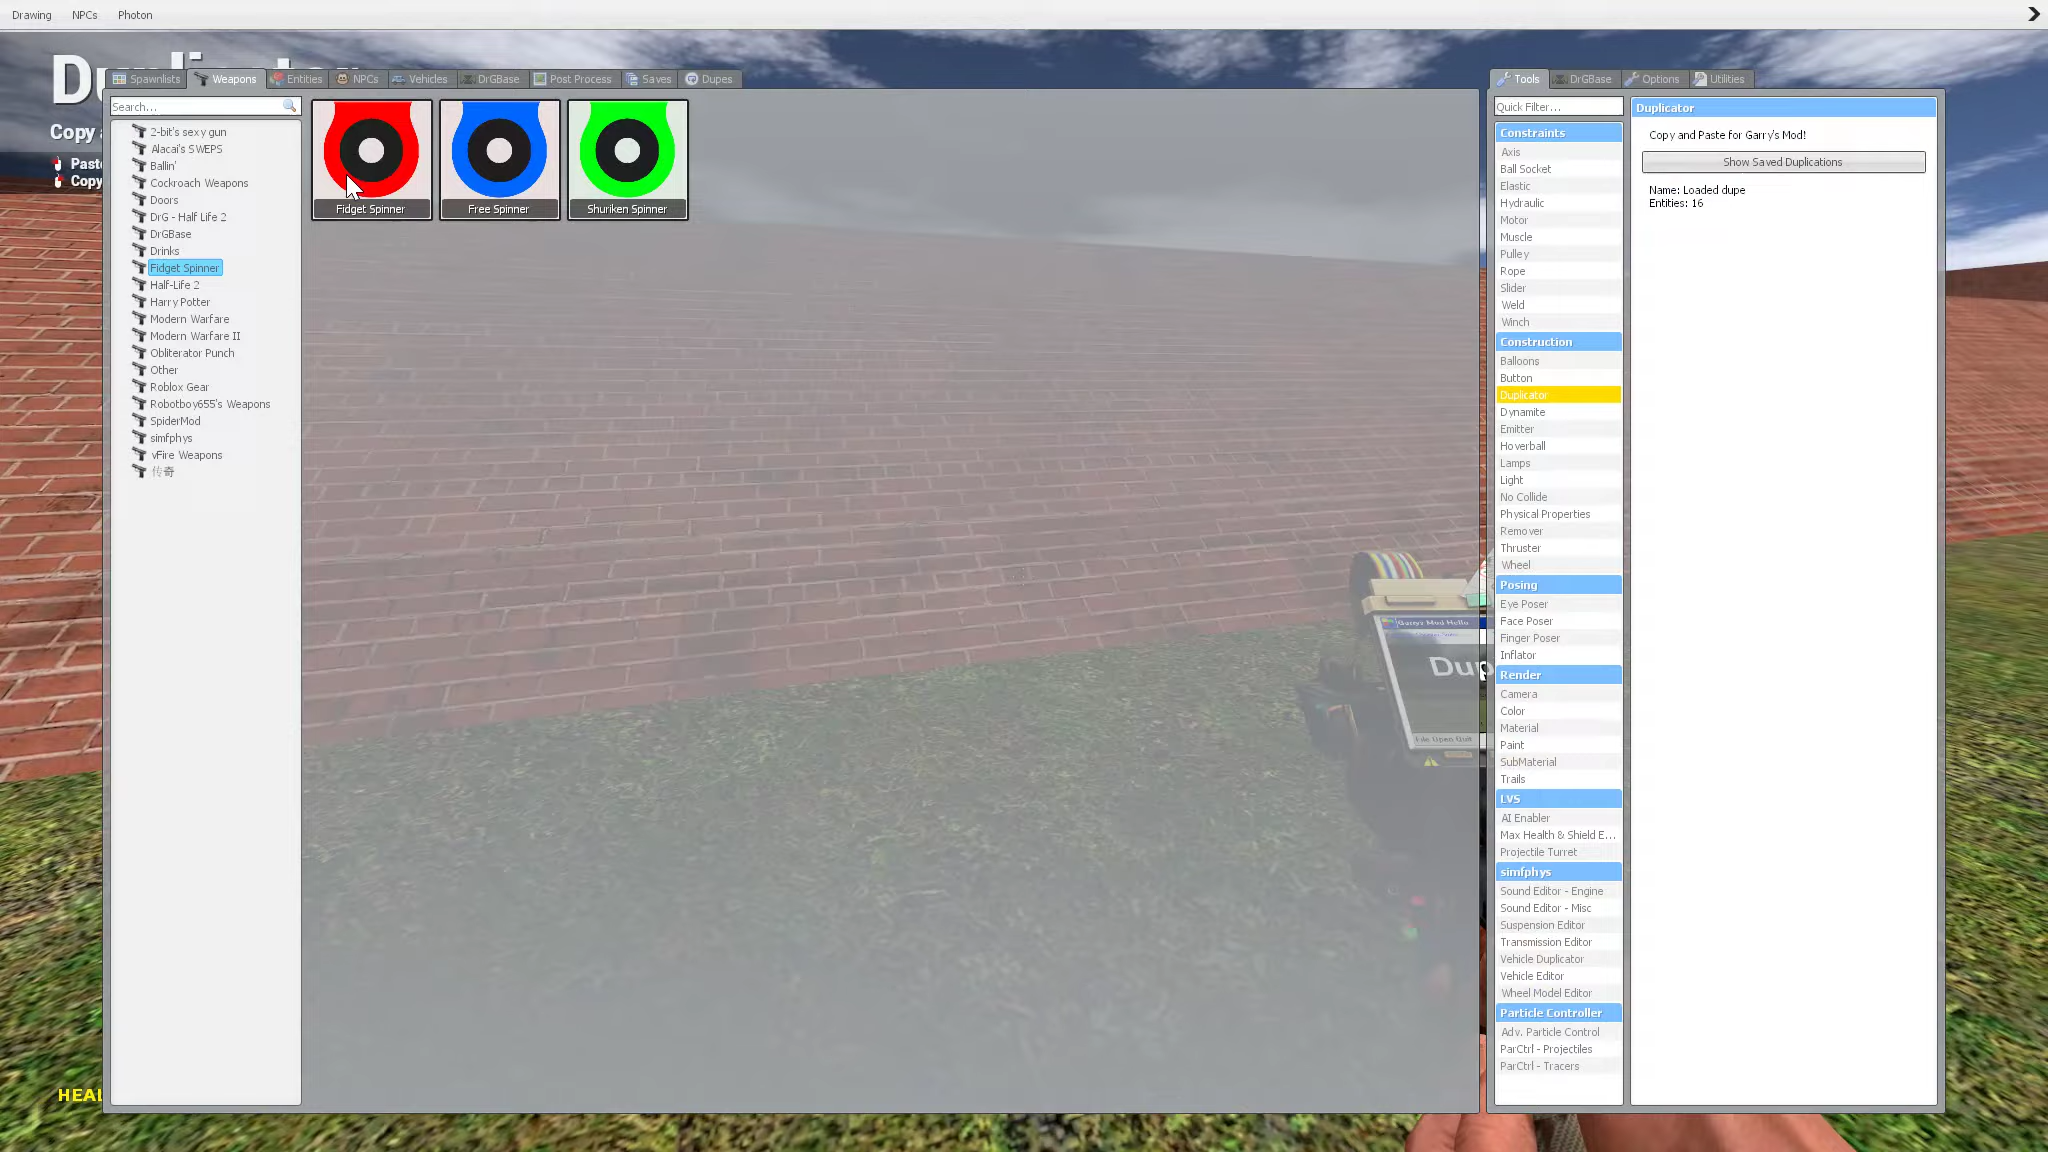 Drawing NPCs Photon
Copy
Paste
Copy
Spawnlists Weapons Entities NPCs Vehicles DrGBase Post Process Saves Dupes
Search...
2-bit's sexy gun
Alacai's SWEPS
Ballin'
Cockroach Weapons
Doors
DrG - Half Life 2
DrGBase
Drinks
Fidget Spinner
Half-Life 2
Harry Potter
Modern Warfare
Modern Warfare II
Obliterator Punch
Other
Roblox Gear
Robotboy655's Weapons
SpiderMod
simfphys
vFire Weapons
传奇
Fidget Spinner
Free Spinner
Shuriken Spinner
Garry's Mod Hello
Dup
File Open Quit
HEAL
Tools DrGBase Options Utilities
Quick Filter...
Constraints
Axis
Ball Socket
Elastic
Hydraulic
Motor
Muscle
Pulley
Rope
Slider
Weld
Winch
Construction
Balloons
Button
Duplicator
Dynamite
Emitter
Hoverball
Lamps
Light
No Collide
Physical Properties
Remover
Thruster
Wheel
Posing
Eye Poser
Face Poser
Finger Poser
Inflator
Render
Camera
Color
Material
Paint
SubMaterial
Trails
LVS
AI Enabler
Max Health & Shield E...
Projectile Turret
simfphys
Sound Editor - Engine
Sound Editor - Misc
Suspension Editor
Transmission Editor
Vehicle Duplicator
Vehicle Editor
Wheel Model Editor
Particle Controller
Adv. Particle Control
ParCtrl - Projectiles
ParCtrl - Tracers
Duplicator
Copy and Paste for Garry's Mod!
Show Saved Duplications
Name: Loaded dupe
Entities: 16